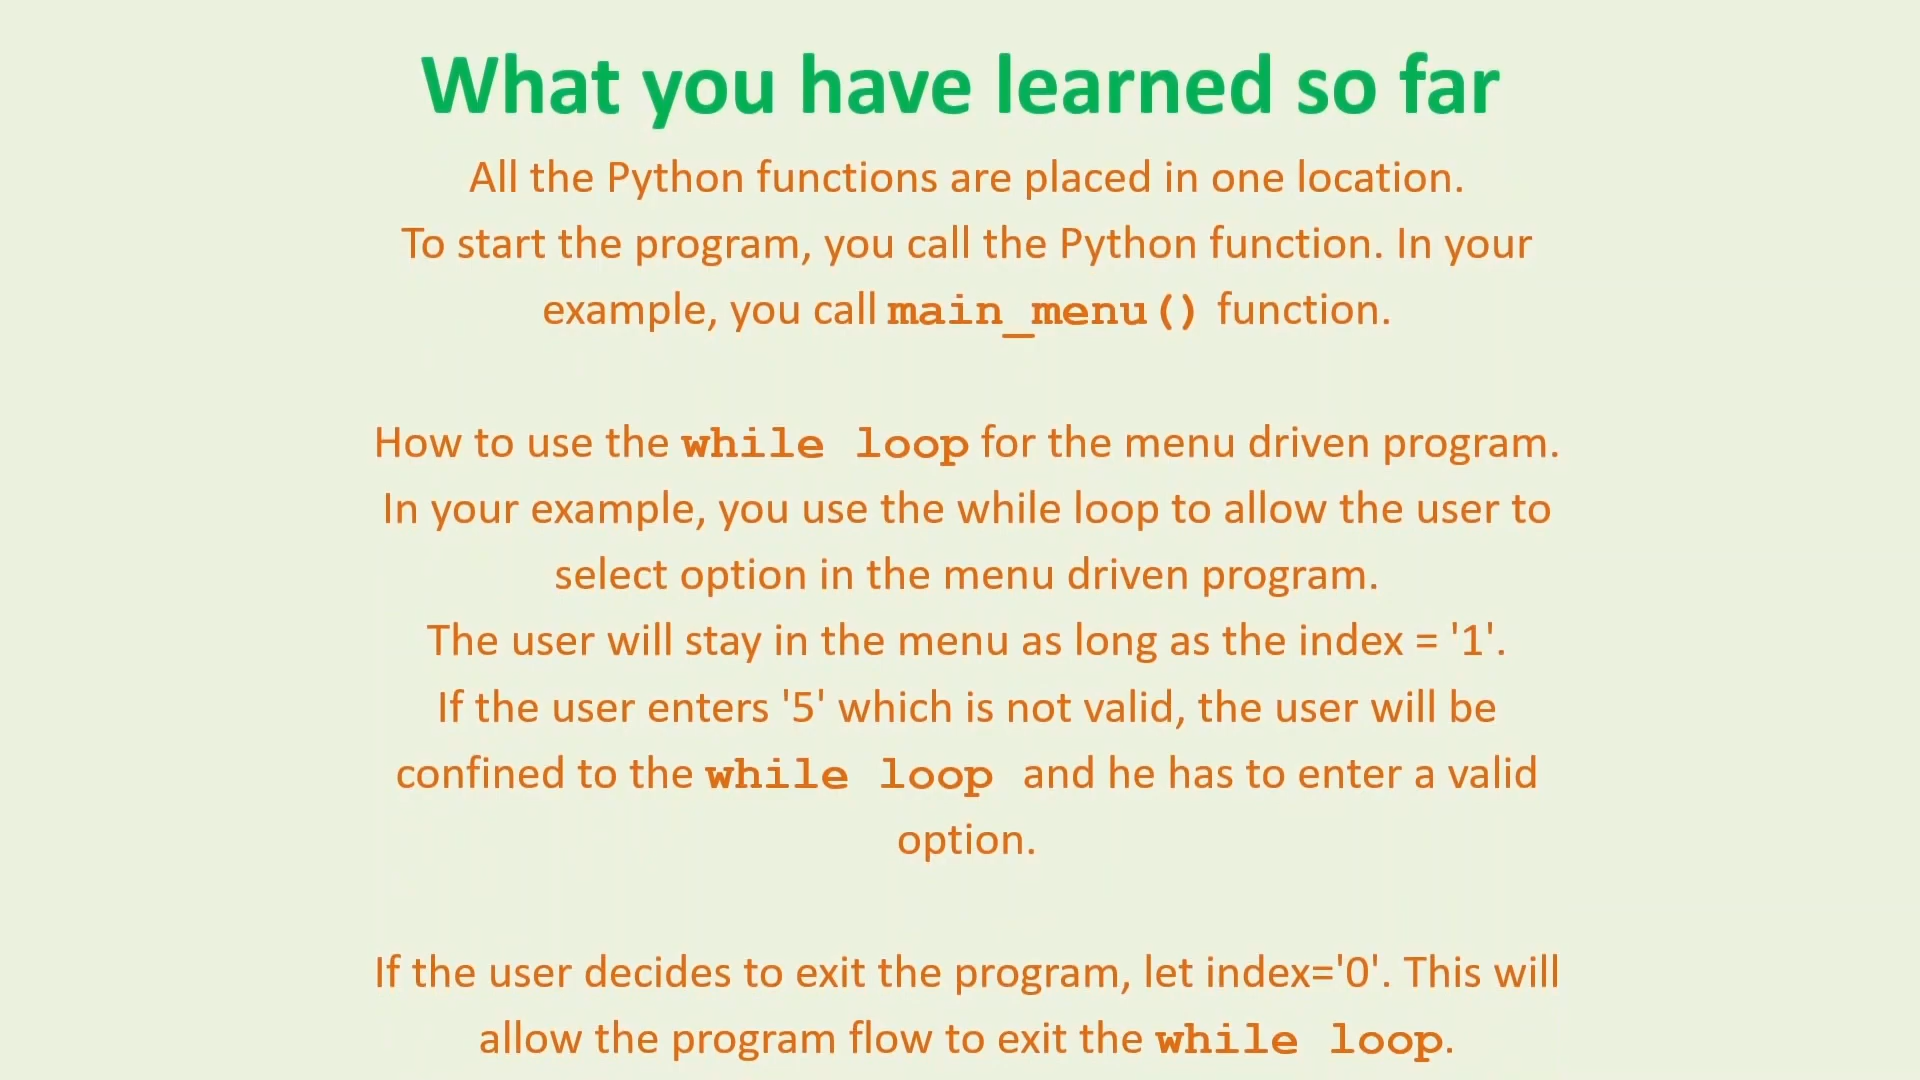 What you have learned so far
All the Python functions are placed in one location.
To start the program, you call the Python function. In your
example, you call main_menu() function.
How to use the while loop for the menu driven program.
In your example, you use the while loop to allow the user to
select option in the menu driven program.
The user will stay in the menu as long as the index = '1'.
If the user enters '5' which is not valid, the user will be
confined to the while loop and he has to enter a valid
option.
If the user decides to exit the program, let index='0'. This will
allow the program flow to exit the while loop.